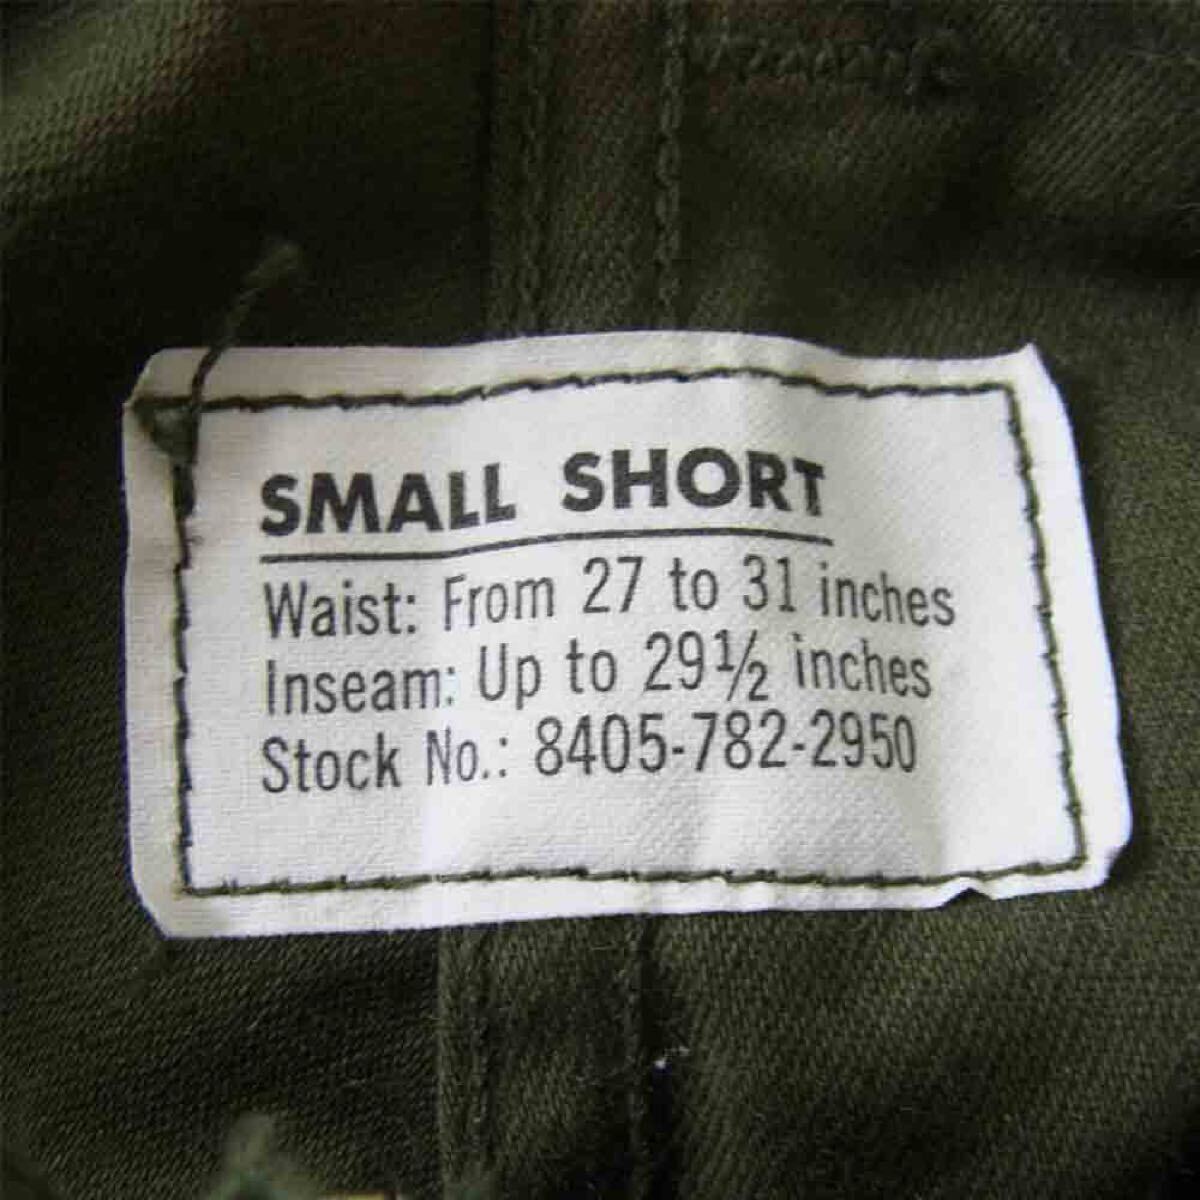 SMALL SHORT
Waist: From 27 to 31 inches
Inseam: Up to 29½ inches
Stock No.: 8405-782-2950